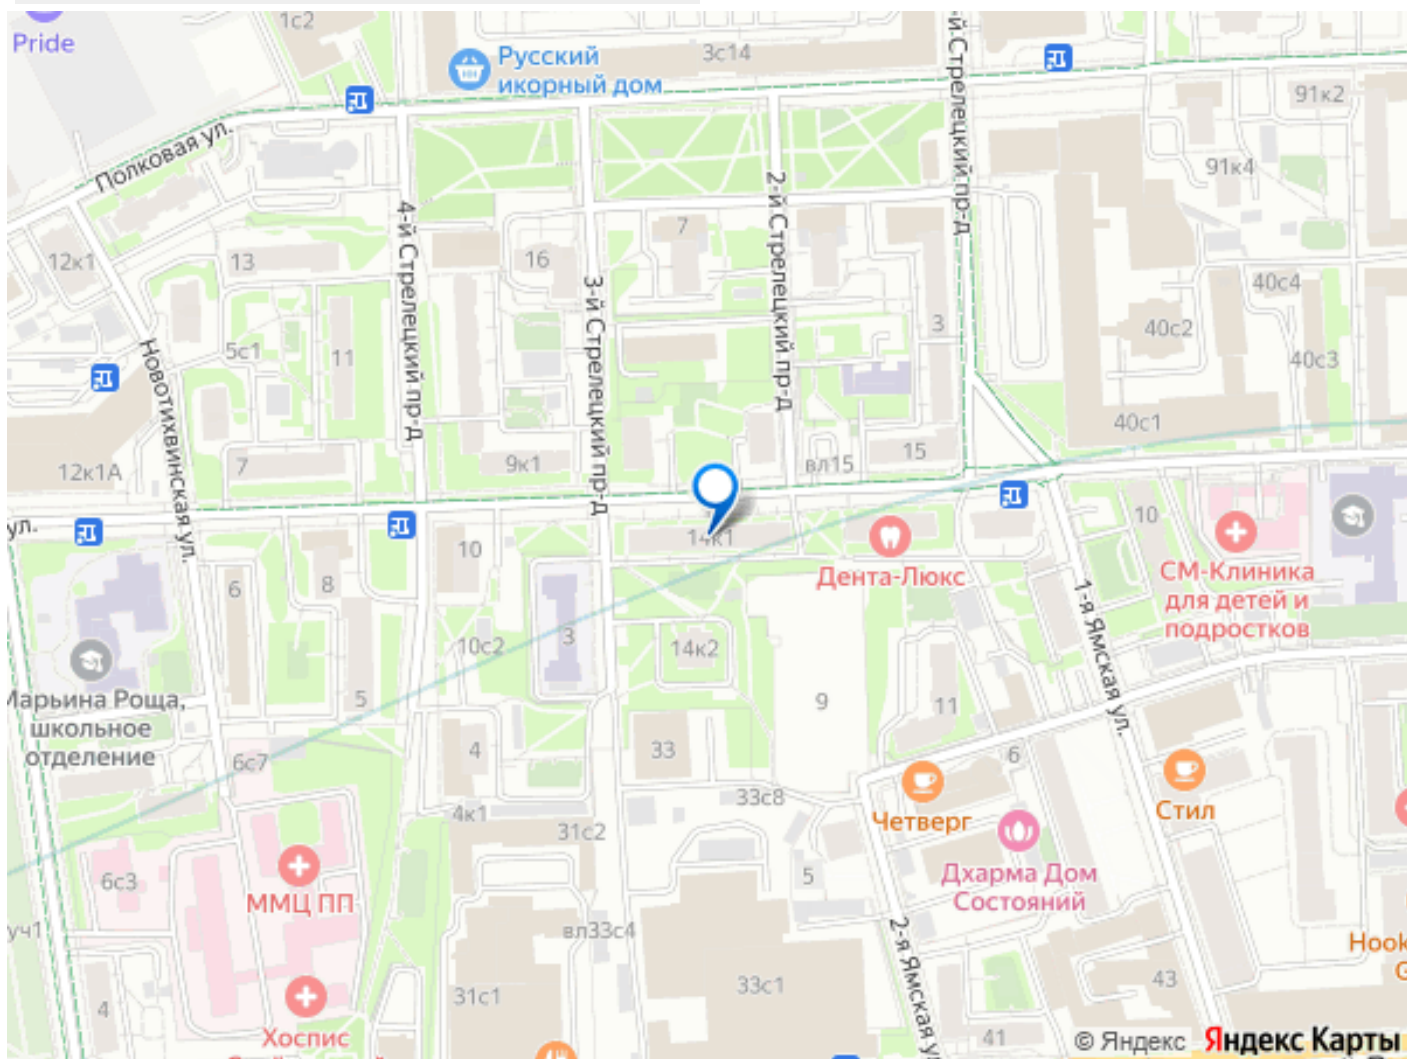 1с2
Pride
Русский
икорный дом
3с14
-й Стрелецкий пр-д
91к2
Полковая ул.
91к4
2-й Стрелецкий пр-д
4-й Стрелецкий пр-д
7
12к1
13
16
3-й Стрелецкий пр-д
40с4
5с1
11
3
40с2
40с3
Новотихвинская ул.
40с1
12к1А
7
9к1
вл15
15
ул.
10
14к1
10
Дента-Люкс
СМ-Клиника
для детей и
подростков
6
8
1-я Ямская ул.
10с2
3
14к2
Марьина Роща,
школьное
отделение
5
9
11
6с7
4
33
6
33с8
4к1
31с2
Четверг
Стил
6с3
ММЦ ПП
5
Дхарма Дом
Состояний
уч1
вл33с4
2-я Ямская ул
Hook
G
4
31с1
33с1
43
Хоспис
41
© Яндекс Яндекс Карты